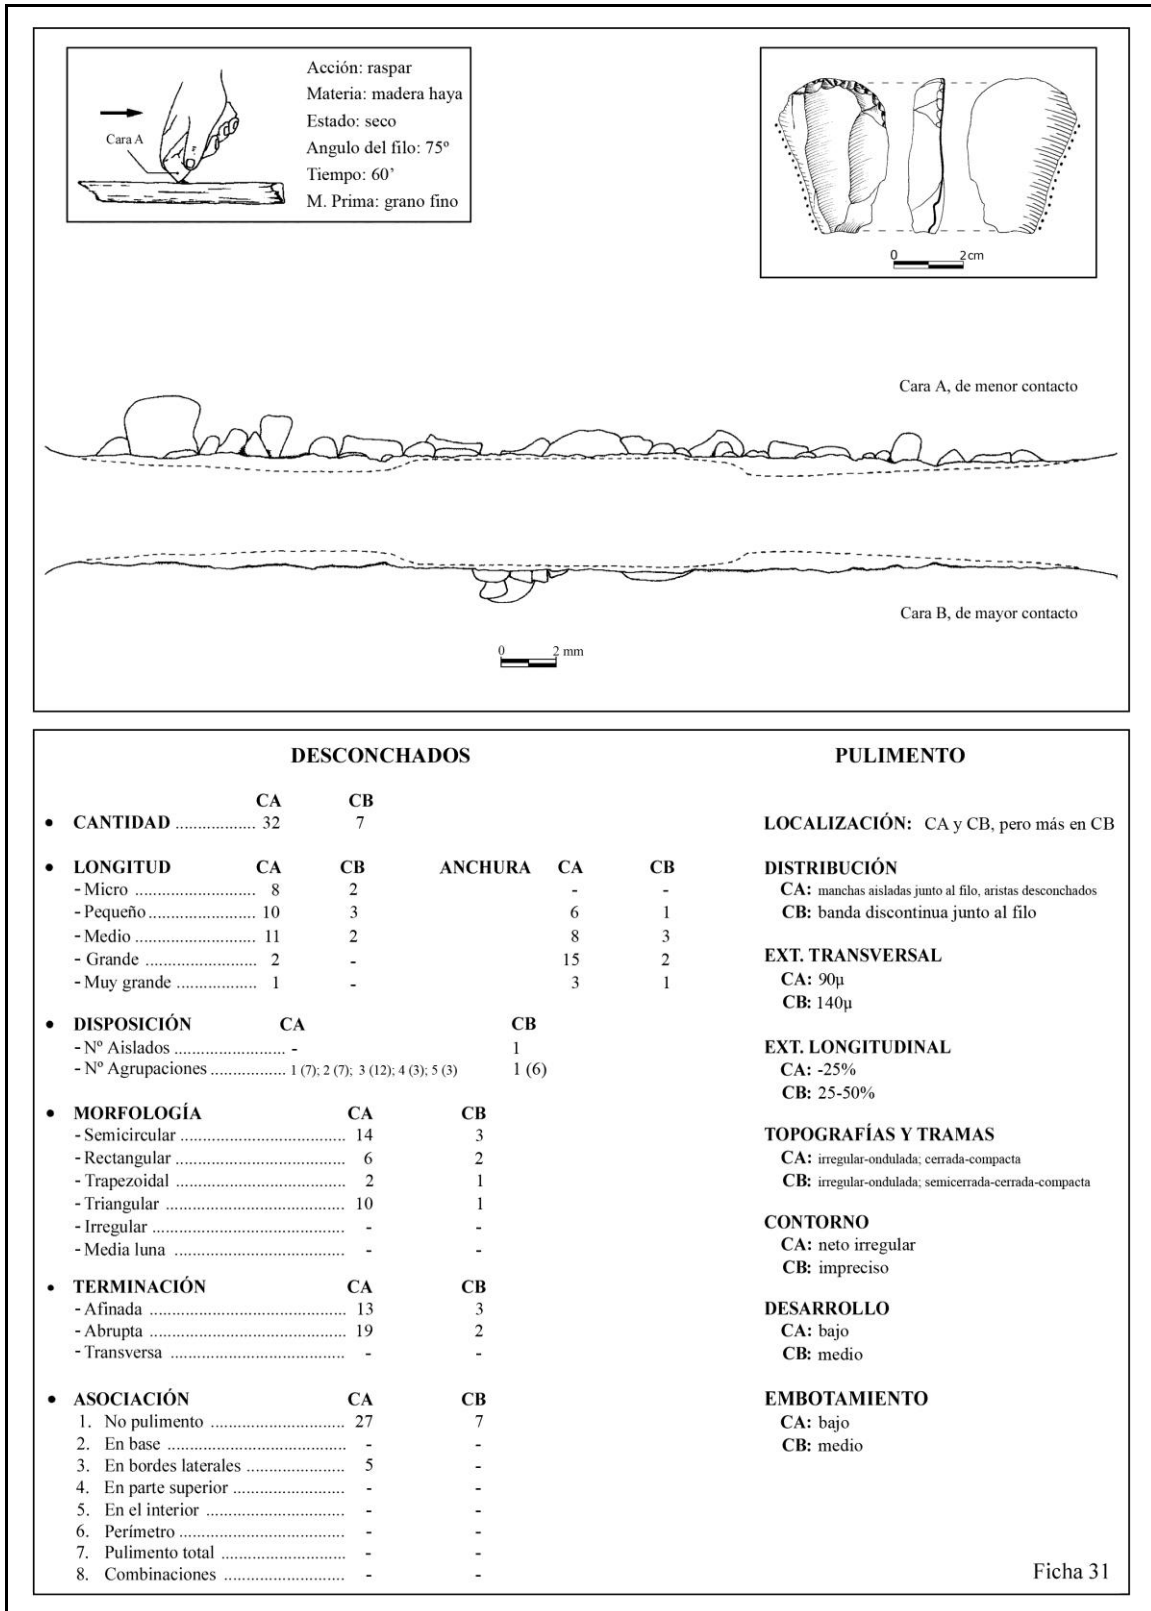 Acción: raspar
Materia: madera haya
Estado: seco
Angulo del filo: 75º
Tiempo: 60’
M. Prima: grano fino
Cara A
0 2cm
Cara A, de menor contacto
Cara B, de mayor contacto
0 2 mm
DESCONCHADOS
CA CB
• CANTIDAD .................. 32 7
• LONGITUD CA CB ANCHURA CA CB
- Micro ........................... 8 2 - -
- Pequeño........................ 10 3 6 1
- Medio ........................... 11 2 8 3
- Grande ......................... 2 - 15 2
- Muy grande .................. 1 - 3 1
• DISPOSICIÓN CA CB
- Nº Aislados ......................... - 1
- Nº Agrupaciones ................. 1 (7); 2 (7); 3 (12); 4 (3); 5 (3) 1 (6)
• MORFOLOGÍA CA CB
- Semicircular ..................................... 14 3
- Rectangular ...................................... 6 2
- Trapezoidal ...................................... 2 1
- Triangular ........................................ 10 1
- Irregular ........................................... - -
- Media luna ...................................... - -
• TERMINACIÓN CA CB
- Afinada ............................................ 13 3
- Abrupta ............................................ 19 2
- Transversa ....................................... - -
• ASOCIACIÓN CA CB
1. No pulimento .............................. 27 7
2. En base ........................................ - -
3. En bordes laterales ...................... 5 -
4. En parte superior ......................... - -
5. En el interior ............................... - -
6. Perímetro ..................................... - -
7. Pulimento total ............................ - -
8. Combinaciones ........................... - -
PULIMENTO
LOCALIZACIÓN: CA y CB, pero más en CB
DISTRIBUCIÓN
CA: manchas aisladas junto al filo, aristas desconchados
CB: banda discontinua junto al filo
EXT. TRANSVERSAL
CA: 90µ
CB: 140µ
EXT. LONGITUDINAL
CA: -25%
CB: 25-50%
TOPOGRAFÍAS Y TRAMAS
CA: irregular-ondulada; cerrada-compacta
CB: irregular-ondulada; semicerrada-cerrada-compacta
CONTORNO
CA: neto irregular
CB: impreciso
DESARROLLO
CA: bajo
CB: medio
EMBOTAMIENTO
CA: bajo
CB: medio
Ficha 31